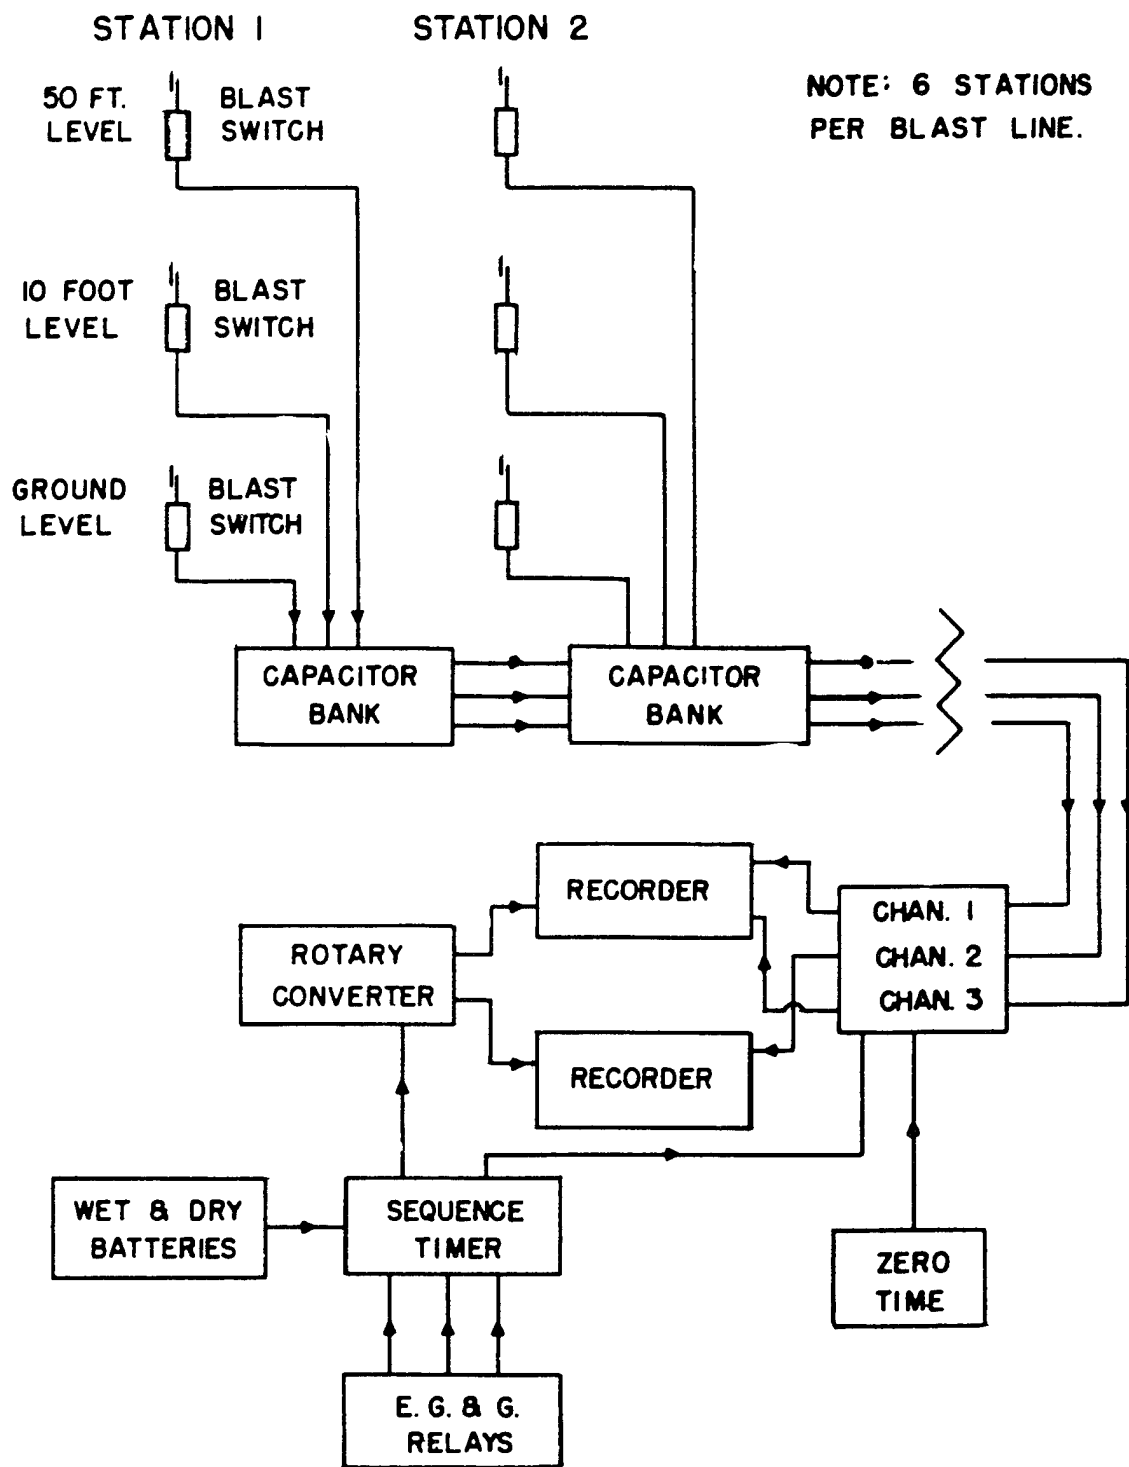 STATION 1
STATION 2
NOTE: 6 STATIONS
PER BLAST LINE.
50 FT.
LEVEL
BLAST
SWITCH
10 FOOT
LEVEL
BLAST
SWITCH
GROUND
LEVEL
BLAST
SWITCH
CAPACITOR
BANK
CAPACITOR
BANK
RECORDER
CHAN. 1
CHAN. 2
CHAN. 3
ROTARY
CONVERTER
RECORDER
WET & DRY
BATTERIES
SEQUENCE
TIMER
ZERO
TIME
E. G. & G.
RELAYS